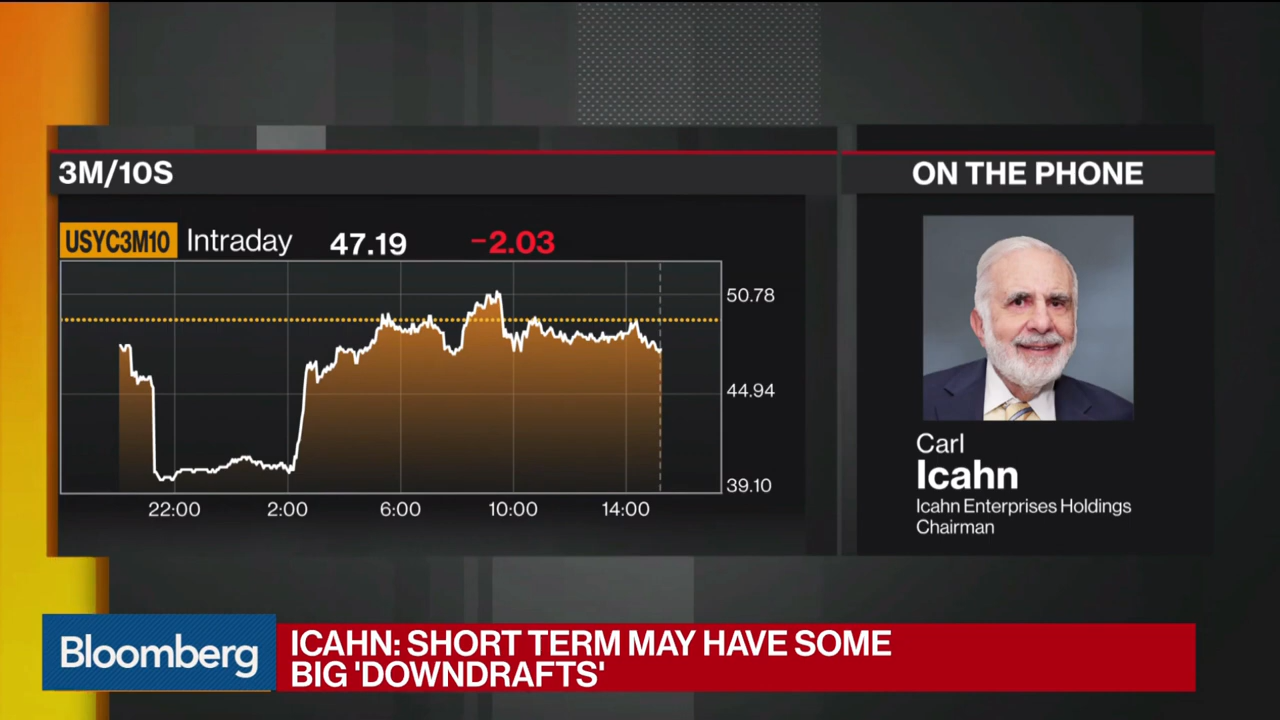 3M/10S
ON THE PHONE
USYC3M10 Intraday 47.19 -2.03
50.78
44.94
39.10
22:00 2:00 6:00 10:00 14:00
Carl
Icahn
Icahn Enterprises Holdings
Chairman
Bloomberg
ICAHN: SHORT TERM MAY HAVE SOME
BIG 'DOWNDRAFTS'